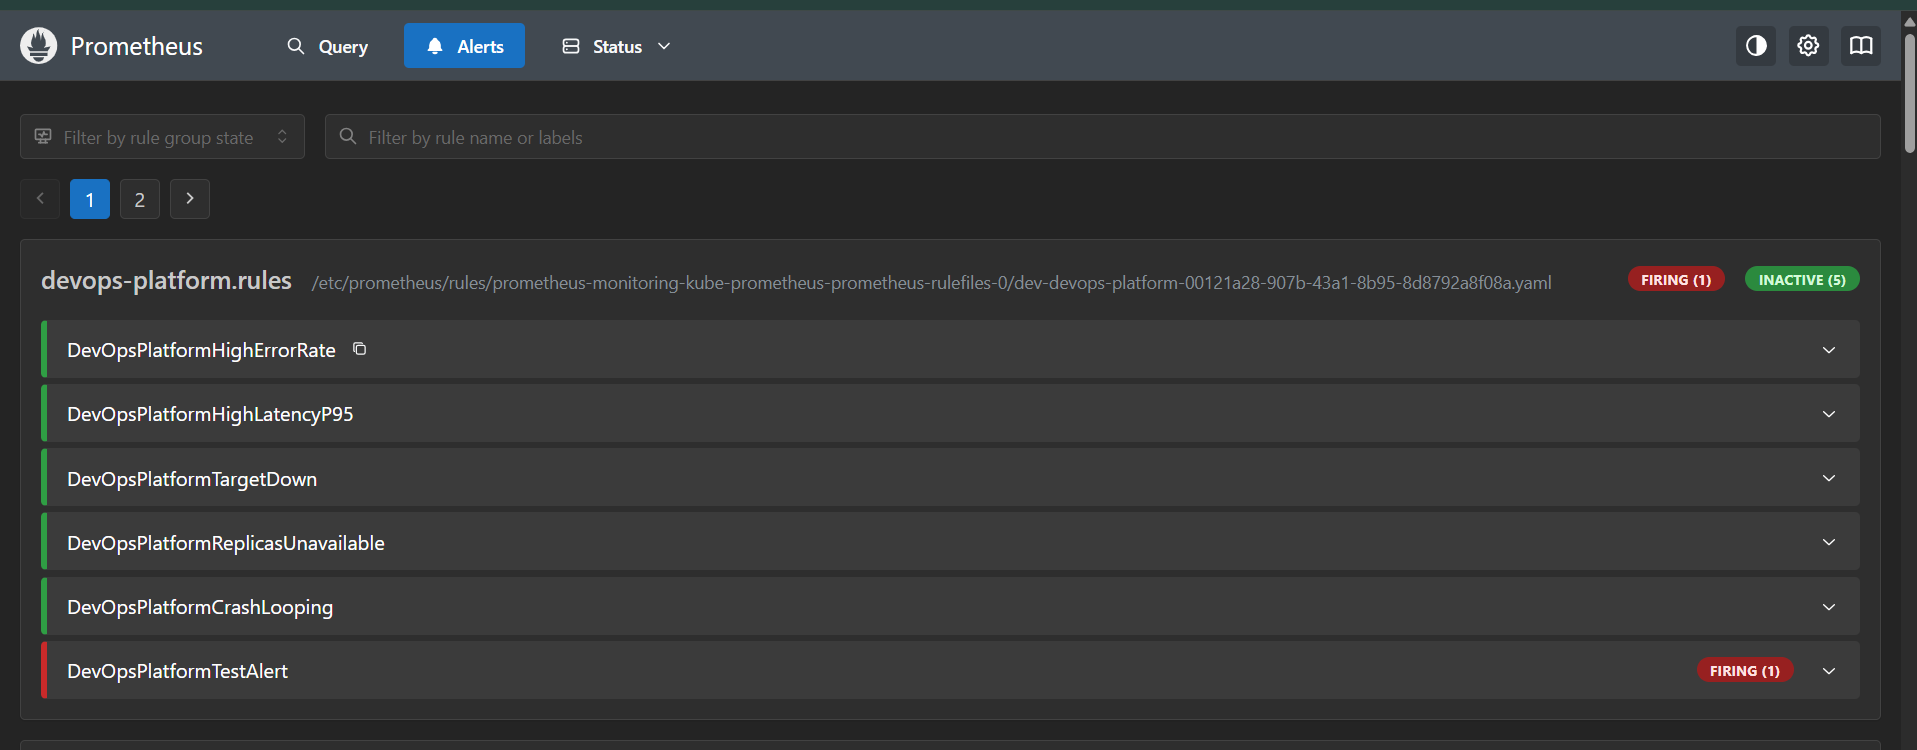 Prometheus Query Alerts Status
Filter by rule group state Filter by rule name or labels
1 2
devops-platform.rules /etc/prometheus/rules/prometheus-monitoring-kube-prometheus-prometheus-rulefiles-0/dev-devops-platform-00121a28-907b-43a1-8b95-8d8792a8f08a.yaml FIRING (1) INACTIVE (5)
DevOpsPlatformHighErrorRate
DevOpsPlatformHighLatencyP95
DevOpsPlatformTargetDown
DevOpsPlatformReplicasUnavailable
DevOpsPlatformCrashLooping
DevOpsPlatformTestAlert FIRING (1)